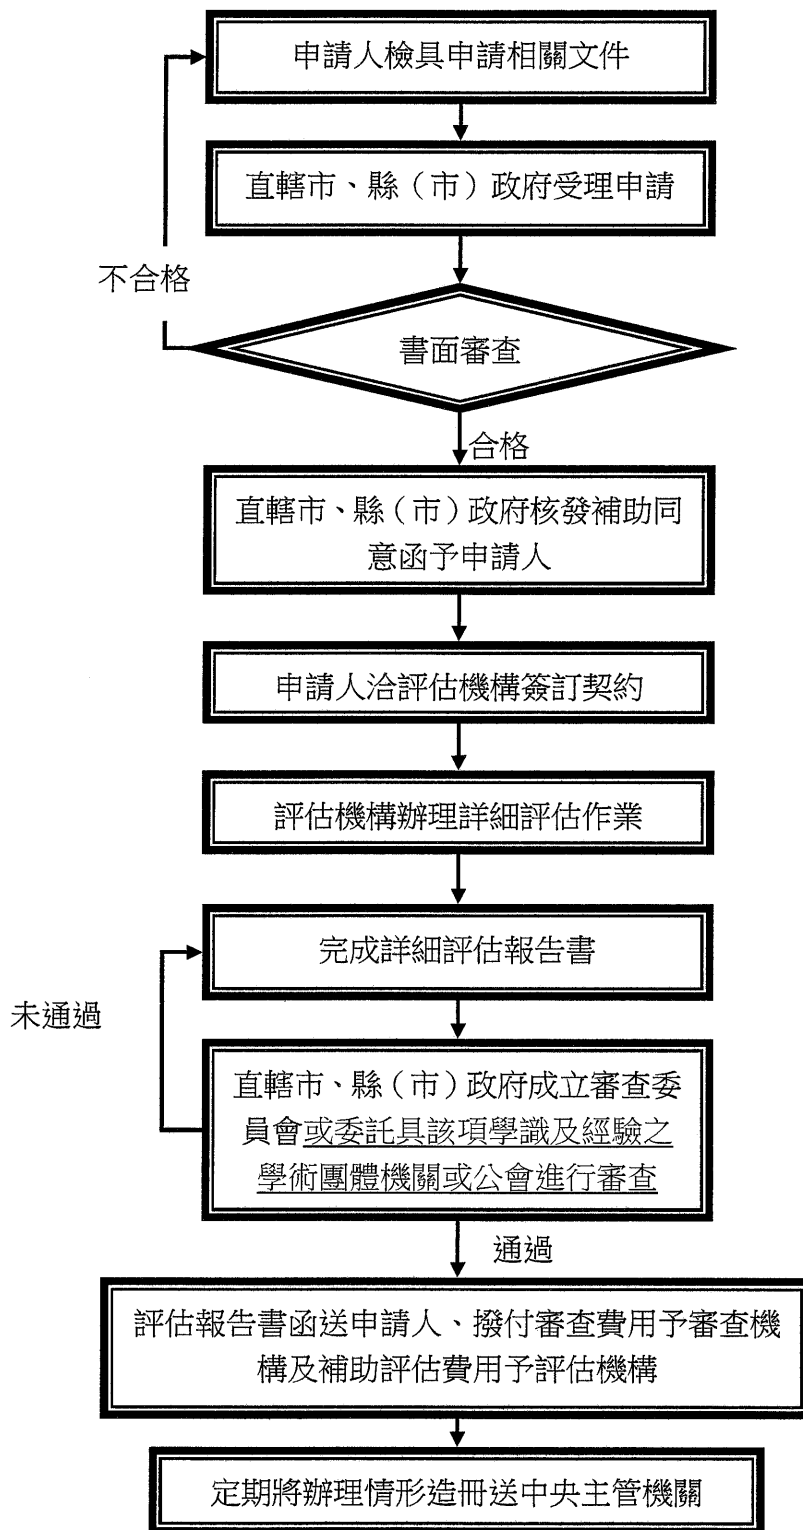 申請人檢具申請相關文件
直轄市、縣（市）政府受理申請
不合格
書面審查
合格
直轄市、縣（市）政府核發補助同
意函予申請人
申請人洽評估機構簽訂契約
評估機構辦理詳細評估作業
完成詳細評估報告書
未通過
直轄市、縣（市）政府成立審查委
員會或委託具該項學識及經驗之
學術團體機關或公會進行審查
通過
評估報告書函送申請人、撥付審查費用予審查機
構及補助評估費用予評估機構
定期將辦理情形造冊送中央主管機關